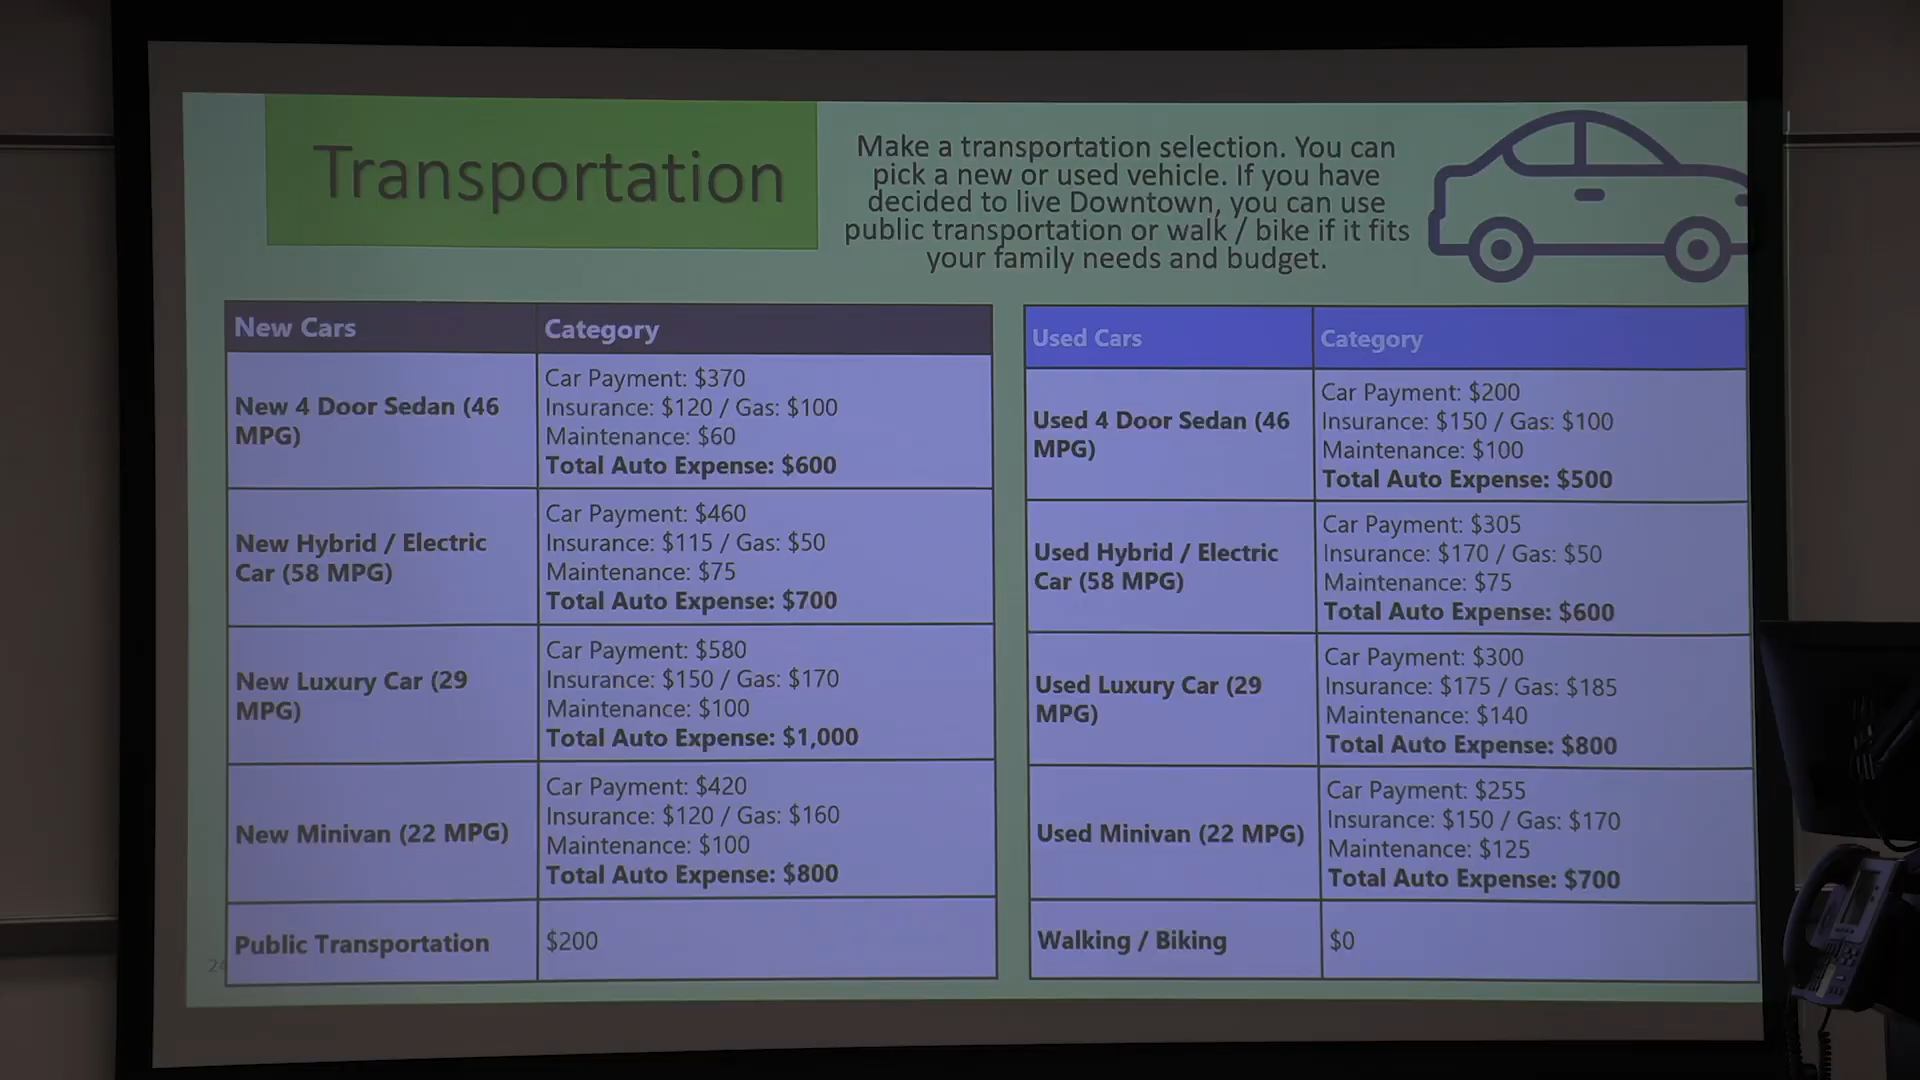 Transportation
Make a transportation selection. You can
pick a new or used vehicle. If you have
decided to live Downtown, you can use
public transportation or walk / bike if it fits
your family needs and budget.
New Cars
Category
New 4 Door Sedan (46
MPG)
Car Payment: $370
Insurance: $120 / Gas: $100
Maintenance: $60
Total Auto Expense: $600
New Hybrid / Electric
Car (58 MPG)
Car Payment: $460
Insurance: $115 / Gas: $50
Maintenance: $75
Total Auto Expense: $700
New Luxury Car (29
MPG)
Car Payment: $580
Insurance: $150 / Gas: $170
Maintenance: $100
Total Auto Expense: $1,000
New Minivan (22 MPG)
Car Payment: $420
Insurance: $120 / Gas: $160
Maintenance: $100
Total Auto Expense: $800
Public Transportation
$200
Used Cars
Category
Used 4 Door Sedan (46
MPG)
Car Payment: $200
Insurance: $150 / Gas: $100
Maintenance: $100
Total Auto Expense: $500
Used Hybrid / Electric
Car (58 MPG)
Car Payment: $305
Insurance: $170 / Gas: $50
Maintenance: $75
Total Auto Expense: $600
Used Luxury Car (29
MPG)
Car Payment: $300
Insurance: $175 / Gas: $185
Maintenance: $140
Total Auto Expense: $800
Used Minivan (22 MPG)
Car Payment: $255
Insurance: $150 / Gas: $170
Maintenance: $125
Total Auto Expense: $700
Walking / Biking
$0